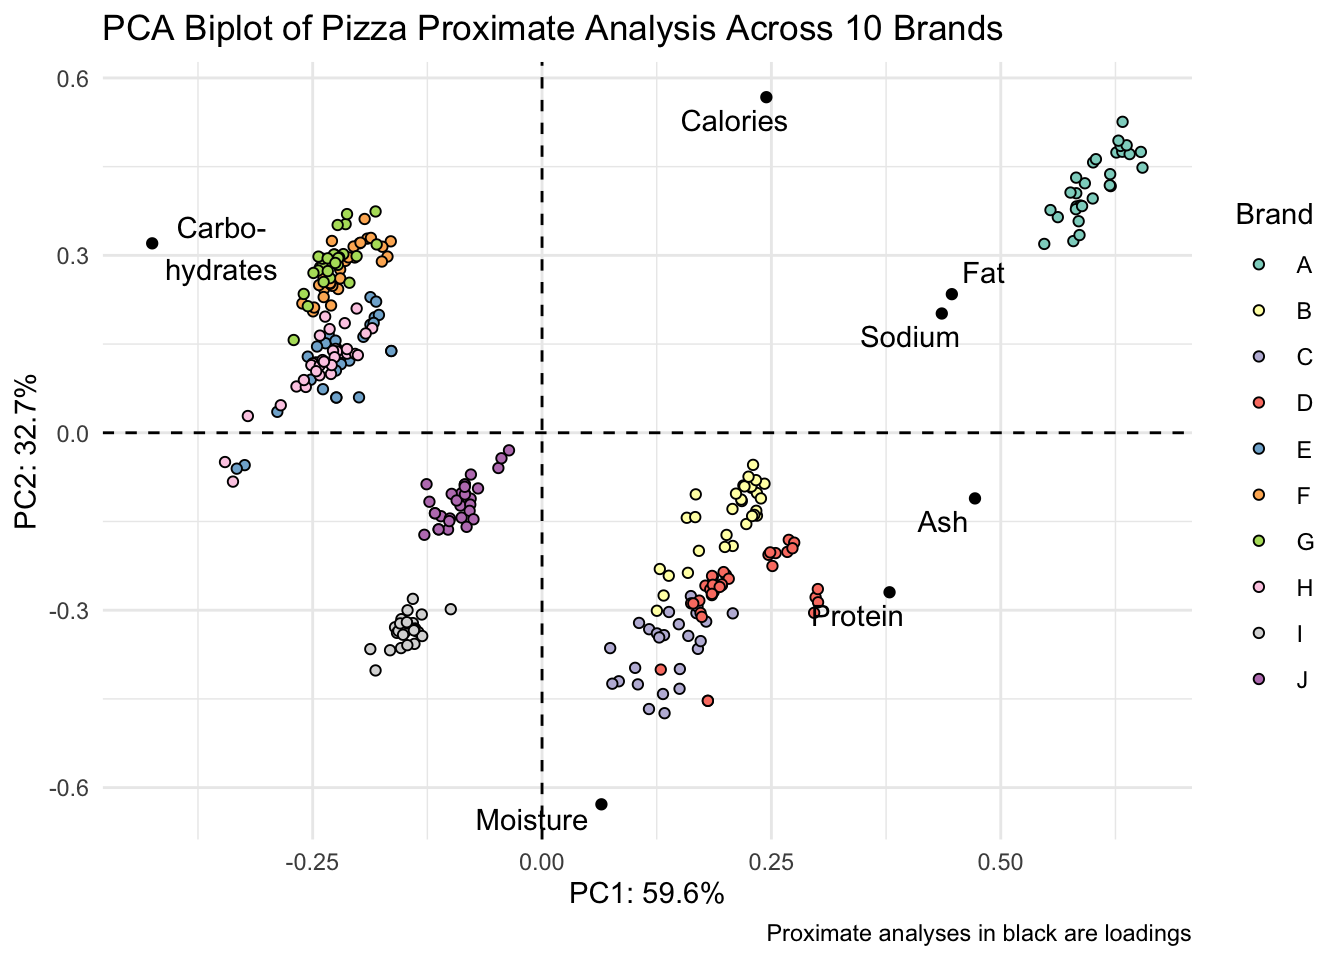 PCA Biplot of Pizza Proximate Analysis Across 10 Brands
0.6
0.3
0.0
-0.3
-0.6
PC2: 32.7%
Calories
Carbo-
hydrates
Fat
Sodium
Ash
Protein
Moisture
-0.25
0.00
0.25
0.50
PC1: 59.6%
Brand
A
B
C
D
E
F
G
H
I
J
Proximate analyses in black are loadings